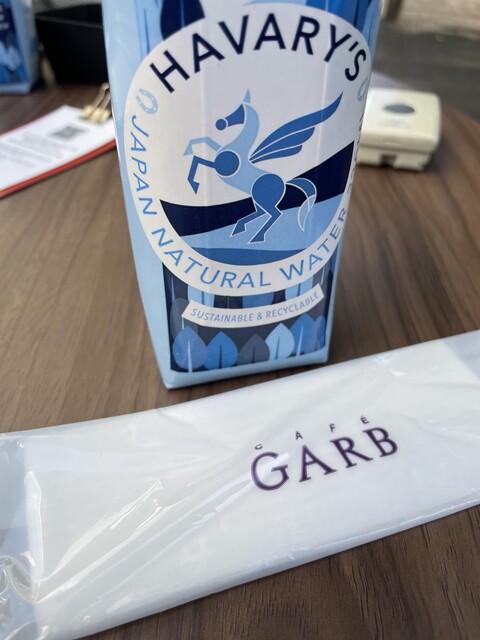 HAVARY'S
JAPAN NATURAL WATER
SUSTAINABLE & RECYCLABLE
CAFÉ
GARB